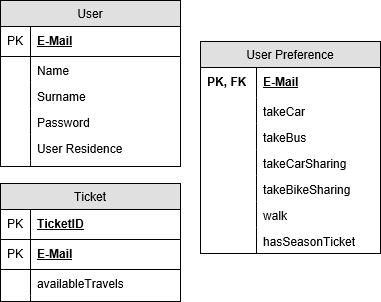 User
PK E-Mail
Name
Surname
Password
User Residence
Ticket
PK TicketID
PK E-Mail
availableTravels
User Preference
PK, FK E-Mail
takeCar
takeBus
takeCarSharing
takeBikeSharing
walk
hasSeasonTicket